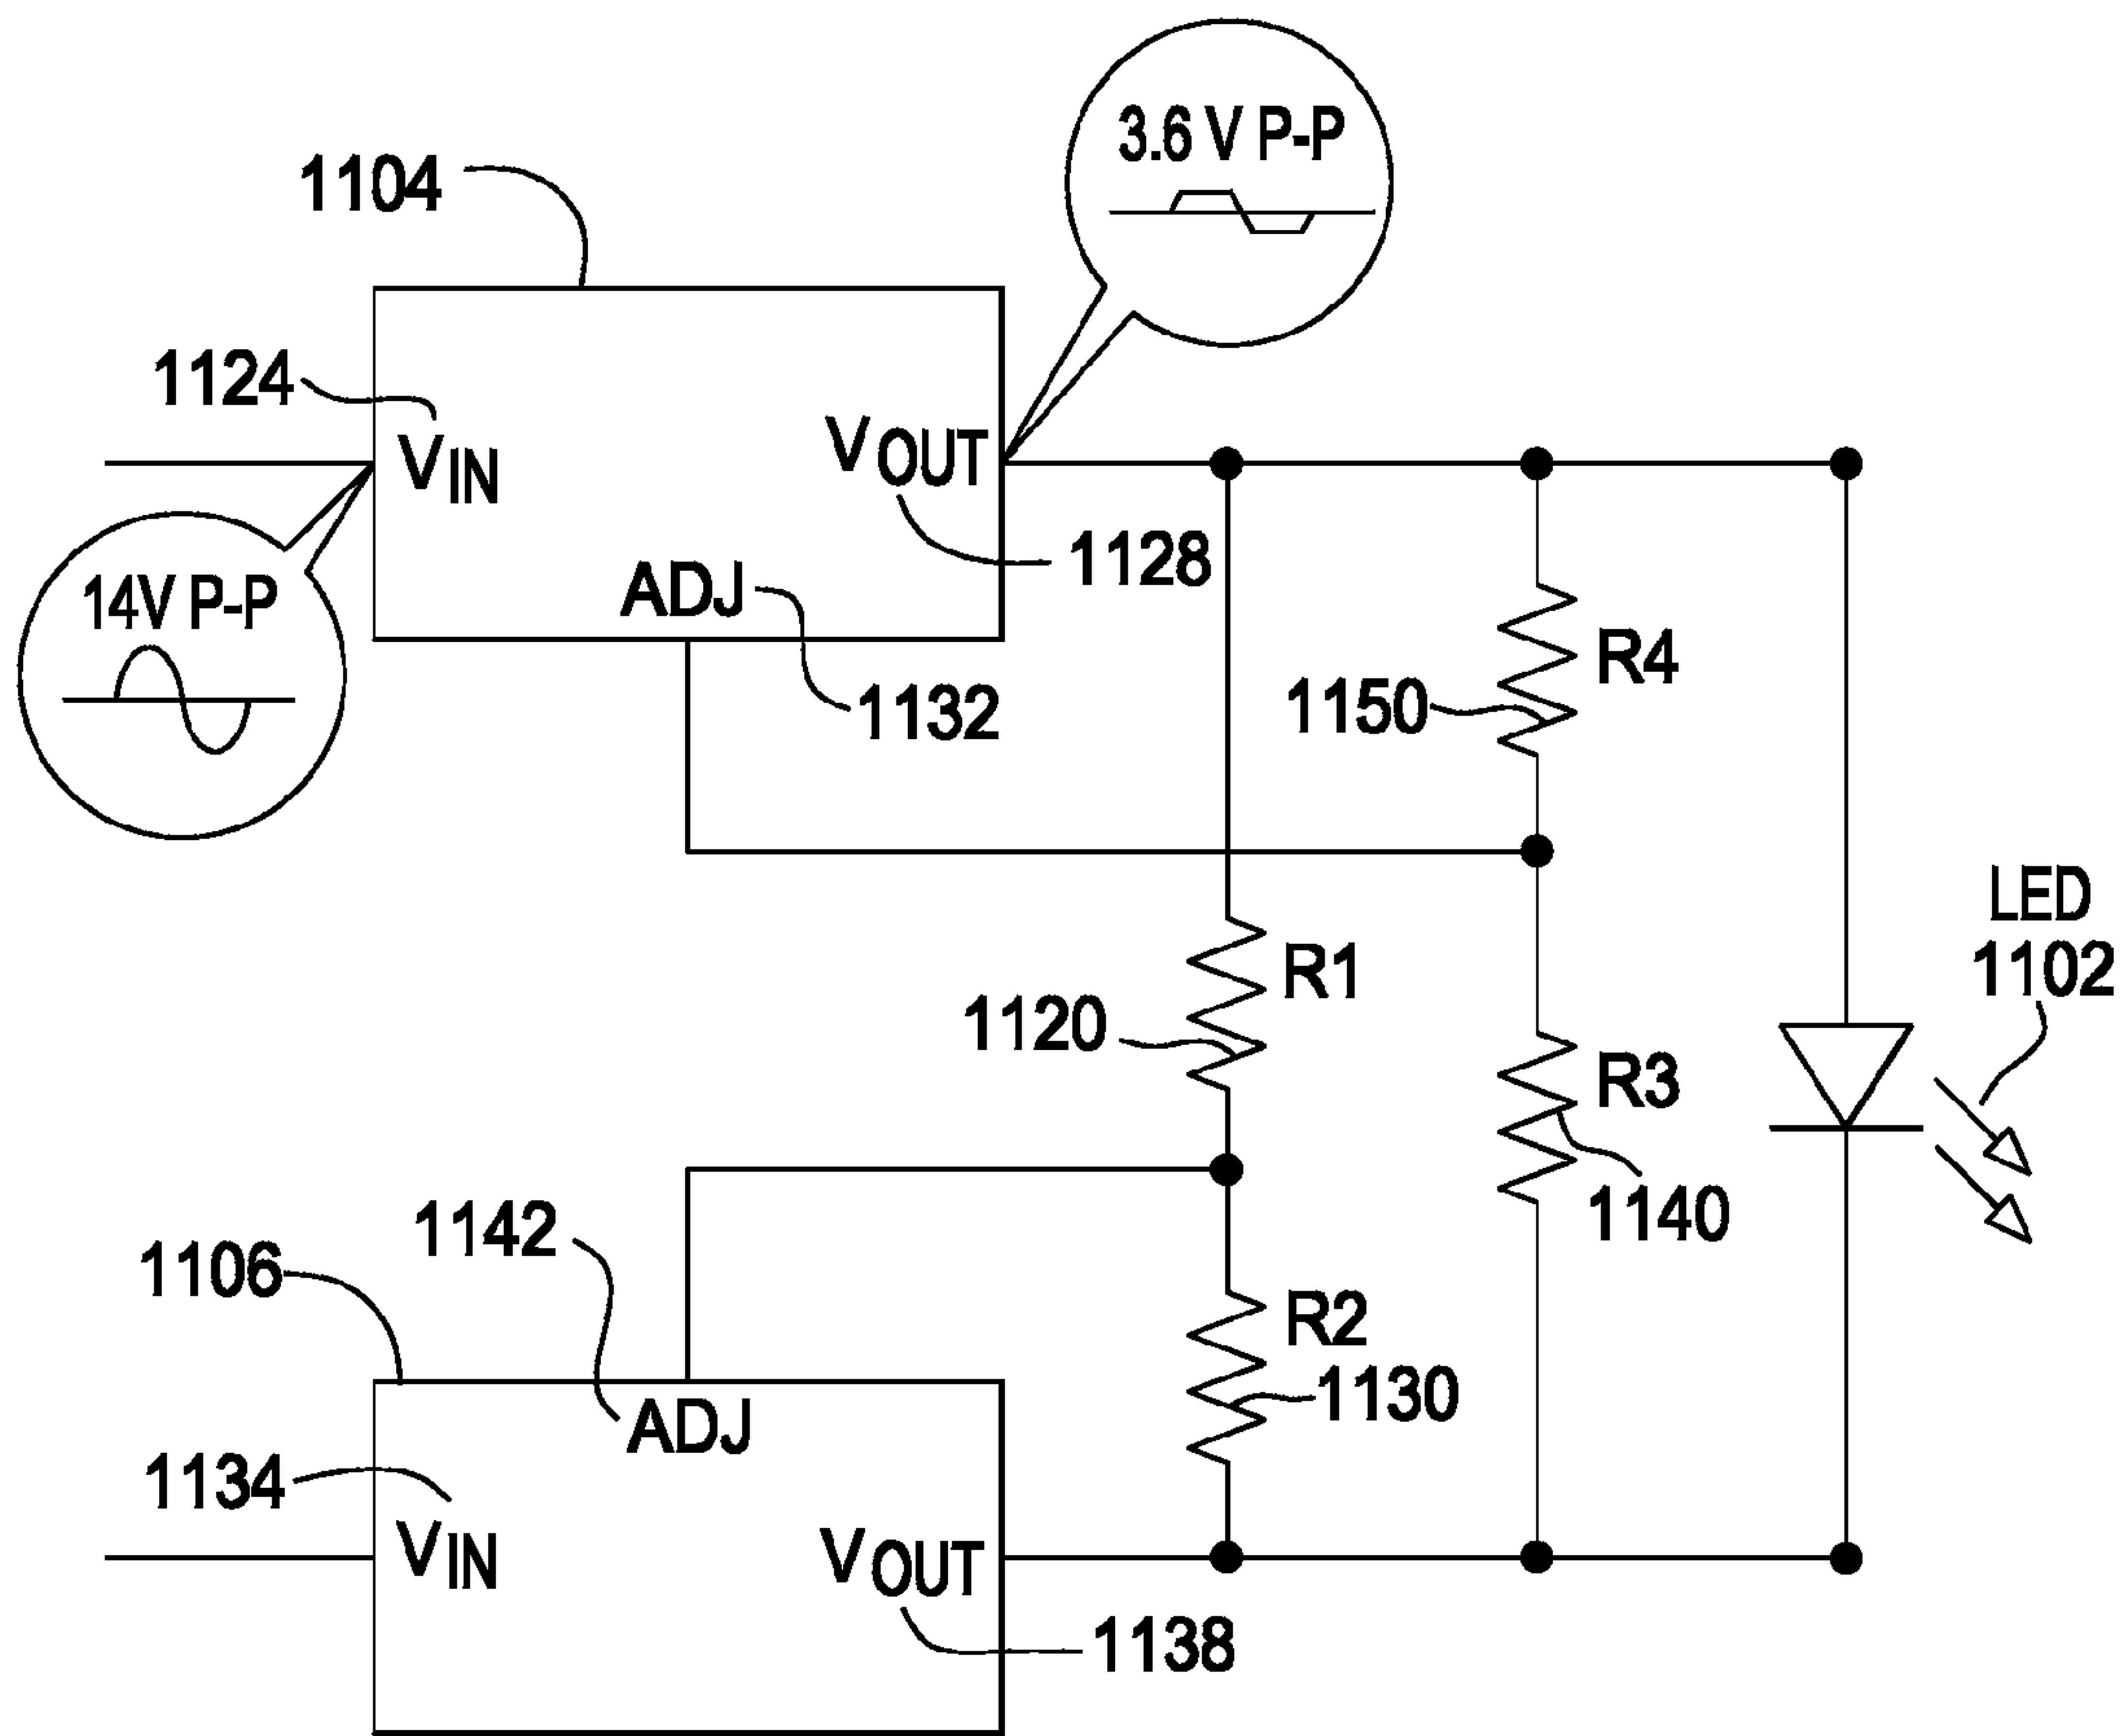 3.6 V P-P
1104
1124
VIN
VOUT
1128
14V P-P
ADJ
1132
R4
1150
LED
1102
R1
1120
R3
1140
1142
1106
R2
1130
ADJ
1134
VIN
VOUT
1138